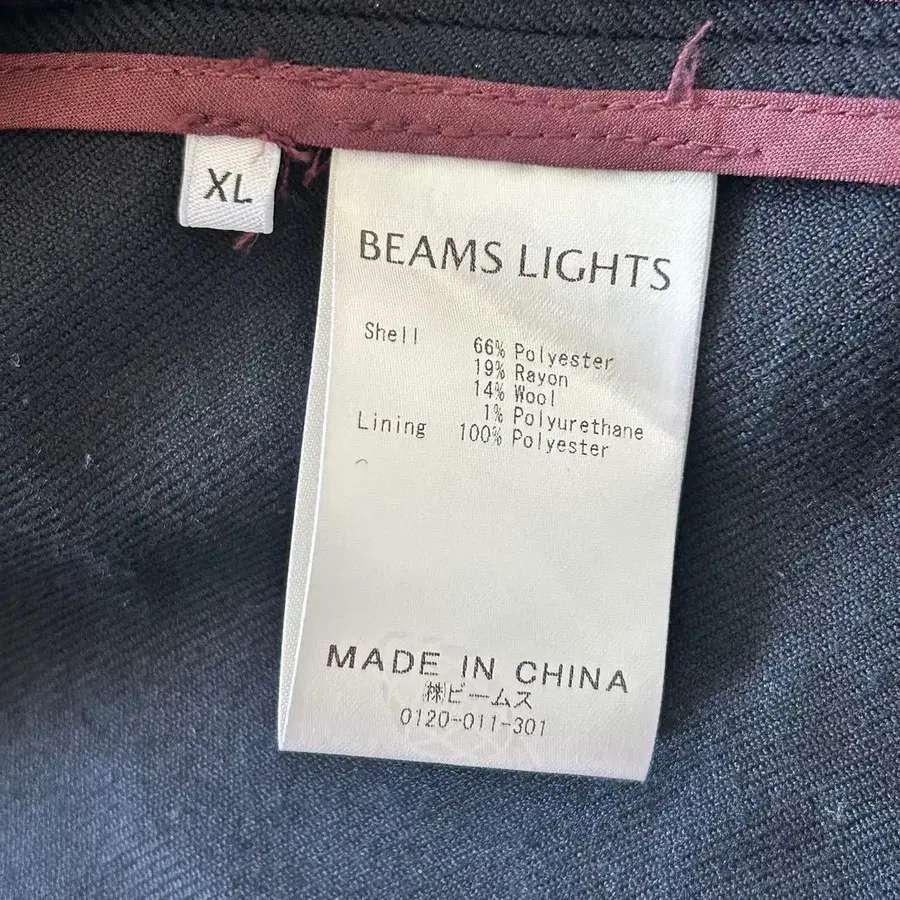 XL
BEAMS LIGHTS
Shell 66% Polyester
19% Rayon
14% Wool
1% Polyurethane
Lining 100% Polyester
MADE IN CHINA
㈱ビームス
0120-011-301